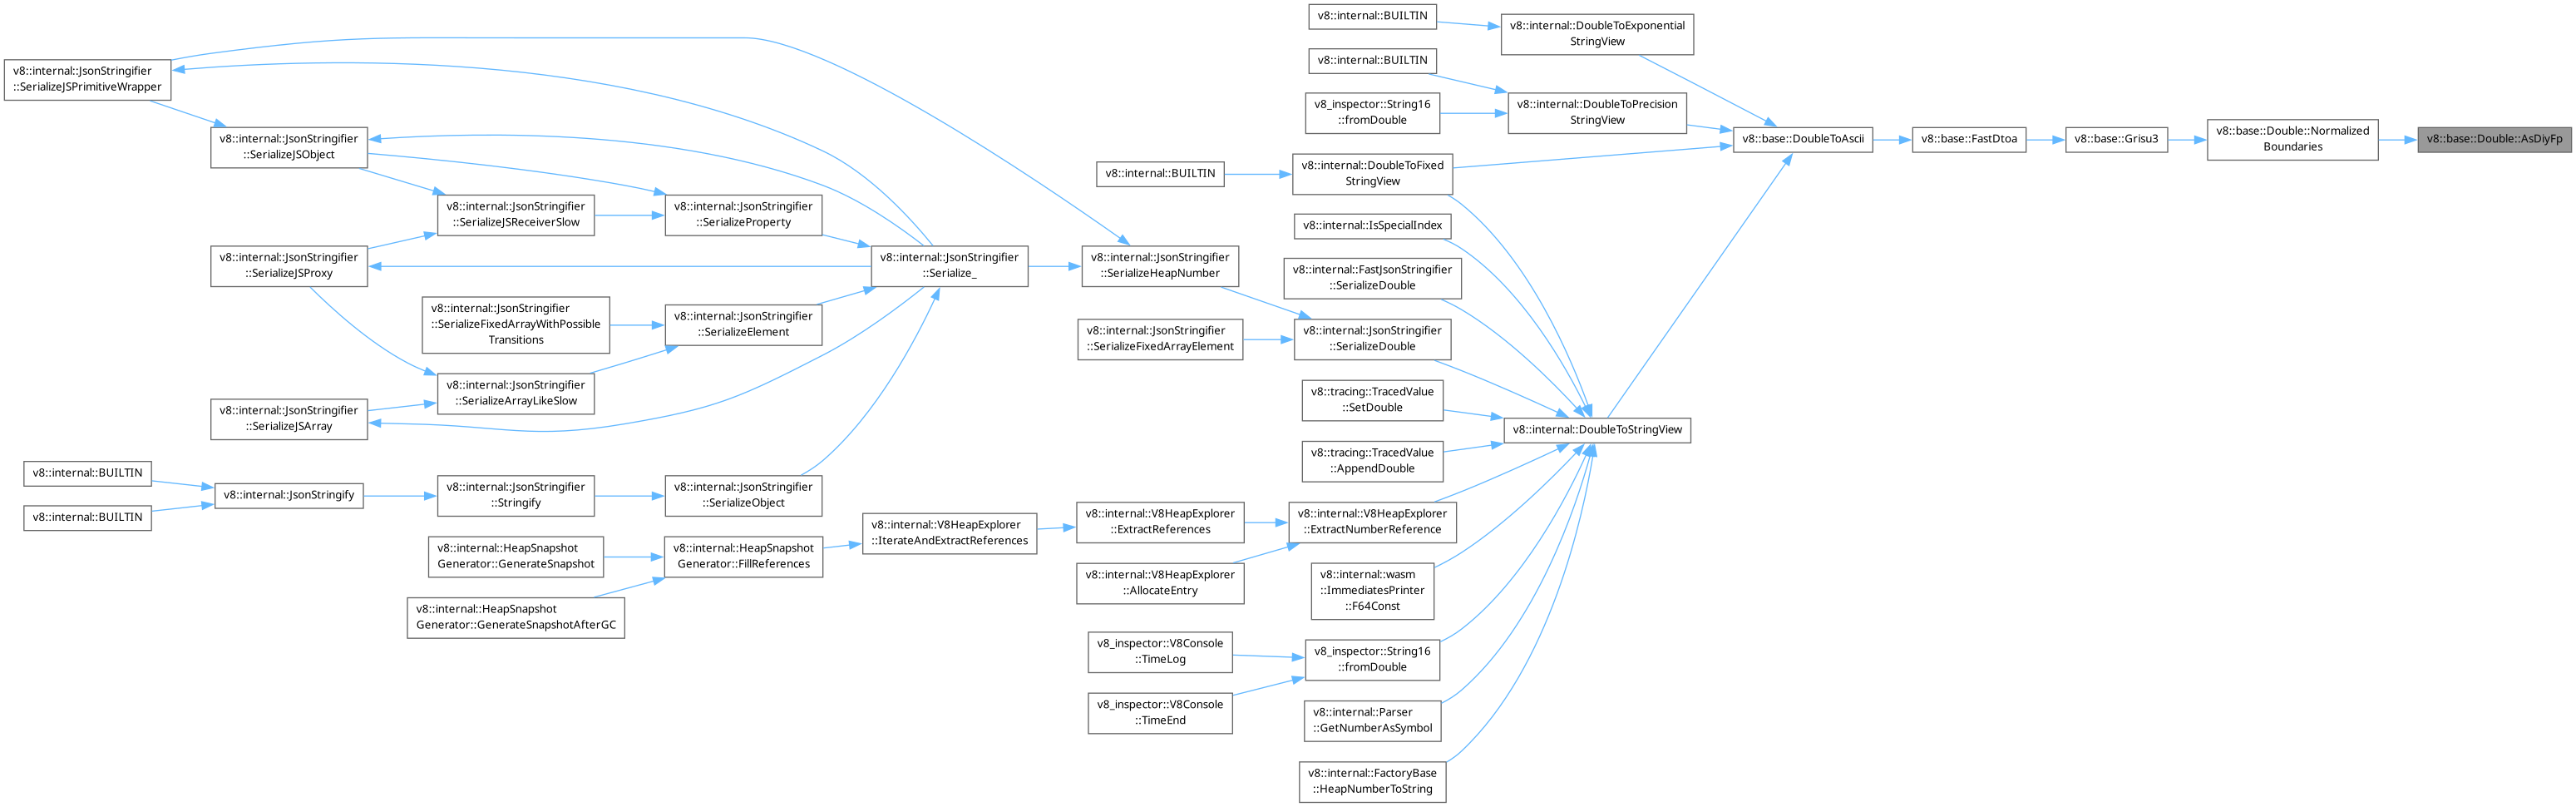 v8::internal::JsonStringifier
::SerializeJSPrimitiveWrapper
v8::internal::JsonStringifier
::SerializeJSObject
v8::internal::JsonStringifier
::SerializeJSProxy
v8::internal::JsonStringifier
::SerializeJSArray
v8::internal::BUILTIN
v8::internal::BUILTIN
v8::internal::JsonStringify
v8::internal::JsonStringifier
::SerializeJSReceiverSlow
v8::internal::JsonStringifier
::SerializeFixedArrayWithPossible
Transitions
v8::internal::JsonStringifier
::SerializeArrayLikeSlow
v8::internal::JsonStringifier
::Stringify
v8::internal::HeapSnapshot
Generator::GenerateSnapshot
v8::internal::HeapSnapshot
Generator::GenerateSnapshotAfterGC
v8::internal::JsonStringifier
::SerializeProperty
v8::internal::JsonStringifier
::SerializeElement
v8::internal::JsonStringifier
::SerializeObject
v8::internal::HeapSnapshot
Generator::FillReferences
v8::internal::JsonStringifier
::Serialize_
v8::internal::V8HeapExplorer
::IterateAndExtractReferences
v8::internal::BUILTIN
v8::internal::JsonStringifier
::SerializeHeapNumber
v8::internal::JsonStringifier
::SerializeFixedArrayElement
v8::internal::V8HeapExplorer
::ExtractReferences
v8::internal::V8HeapExplorer
::AllocateEntry
v8_inspector::V8Console
::TimeLog
v8_inspector::V8Console
::TimeEnd
v8::internal::BUILTIN
v8::internal::BUILTIN
v8_inspector::String16
::fromDouble
v8::internal::DoubleToFixed
StringView
v8::internal::IsSpecialIndex
v8::internal::FastJsonStringifier
::SerializeDouble
v8::internal::JsonStringifier
::SerializeDouble
v8::tracing::TracedValue
::SetDouble
v8::tracing::TracedValue
::AppendDouble
v8::internal::V8HeapExplorer
::ExtractNumberReference
v8::internal::wasm
::ImmediatesPrinter
::F64Const
v8_inspector::String16
::fromDouble
v8::internal::Parser
::GetNumberAsSymbol
v8::internal::FactoryBase
::HeapNumberToString
v8::internal::DoubleToExponential
StringView
v8::internal::DoubleToPrecision
StringView
v8::internal::DoubleToStringView
v8::base::DoubleToAscii
v8::base::FastDtoa
v8::base::Grisu3
v8::base::Double::Normalized
Boundaries
v8::base::Double::AsDiyFp